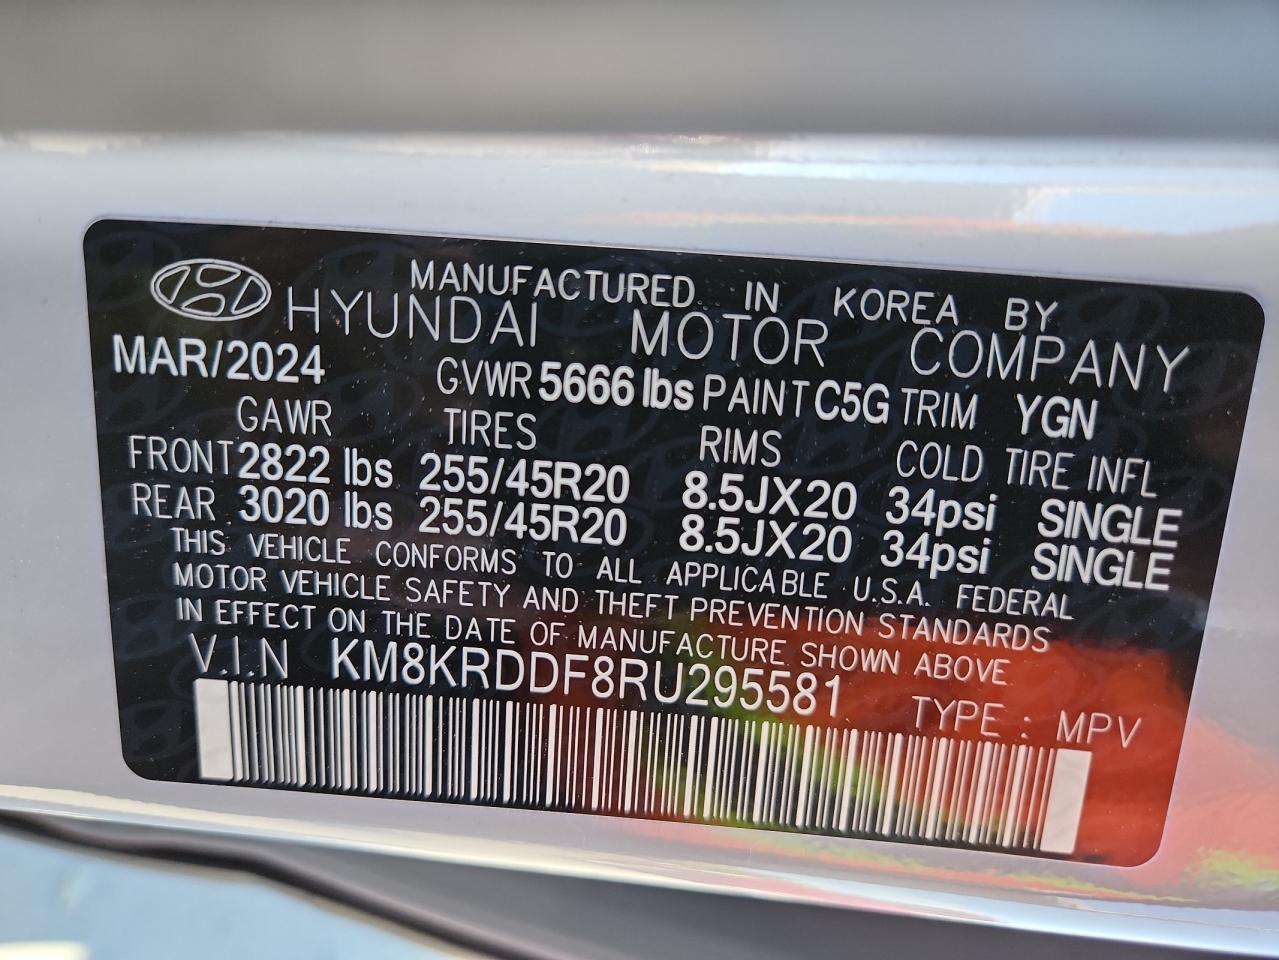 MANUFACTURED IN KOREA BY
HYUNDAI MOTOR COMPANY
MAR/2024 GVWR 5666 lbs PAINT C5G TRIM YGN
GAWR TIRES RIMS COLD TIRE INFL
FRONT 2822 lbs 255/45R20 8.5JX20 34psi SINGLE
REAR 3020 lbs 255/45R20 8.5JX20 34psi SINGLE
THIS VEHICLE CONFORMS TO ALL APPLICABLE U.S.A. FEDERAL
MOTOR VEHICLE SAFETY AND THEFT PREVENTION STANDARDS
IN EFFECT ON THE DATE OF MANUFACTURE SHOWN ABOVE
V.I.N KM8KRDDF8RU295581 TYPE : MPV